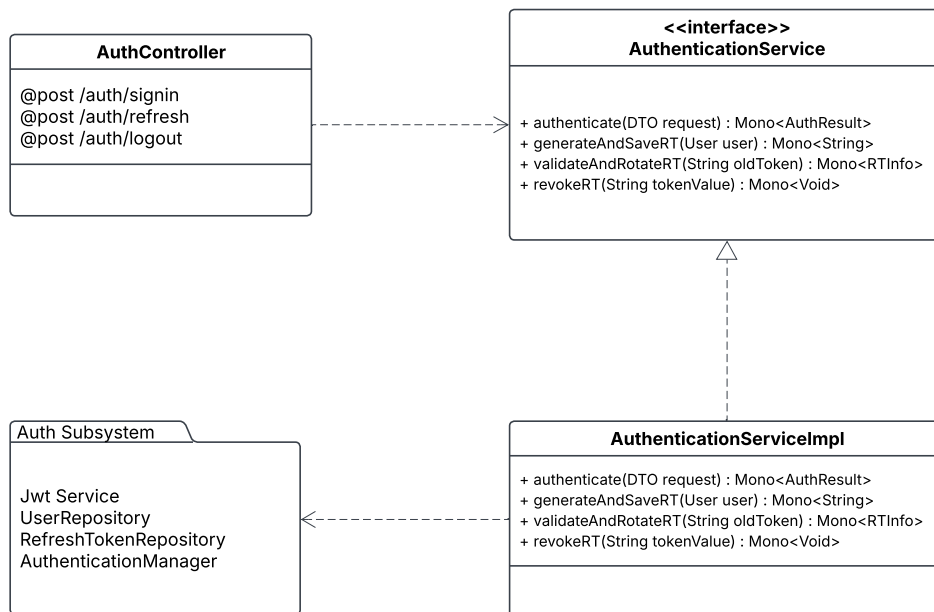 AuthController
@post /auth/signin
@post /auth/refresh
@post /auth/logout
<<interface>>
AuthenticationService
+ authenticate(DTO request) : Mono<AuthResult>
+ generateAndSaveRT(User user) : Mono<String>
+ validateAndRotateRT(String oldToken) : Mono<RTInfo>
+ revokeRT(String tokenValue) : Mono<Void>
Auth Subsystem
Jwt Service
UserRepository
RefreshTokenRepository
AuthenticationManager
AuthenticationServiceImpl
+ authenticate(DTO request) : Mono<AuthResult>
+ generateAndSaveRT(User user) : Mono<String>
+ validateAndRotateRT(String oldToken) : Mono<RTInfo>
+ revokeRT(String tokenValue) : Mono<Void>